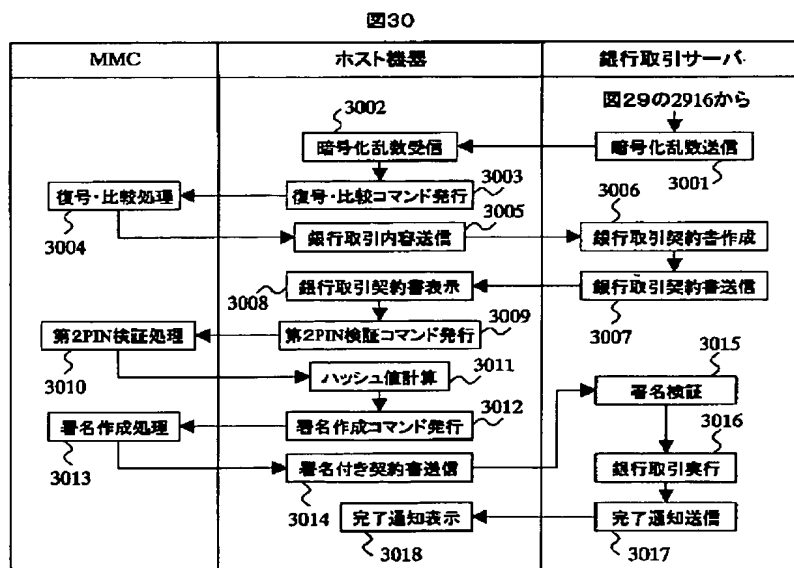 図30
MMC
ホスト機器
銀行取引サーバ
図29の2916から
3002
暗号化乱数受信
暗号化乱数送信
3001
3003
復号・比較処理
復号・比較コマンド発行
3004
3005
3006
銀行取引内容送信
銀行取引契約書作成
3008
銀行取引契約書表示
銀行取引契約書送信
3007
3009
第2PIN検証処理
第2PIN検証コマンド発行
3010
3011
ハッシュ値計算
3015
署名検証
3012
署名作成処理
署名作成コマンド発行
3013
3016
署名付き契約書送信
銀行取引実行
3014
完了通知表示
完了通知送信
3018
3017